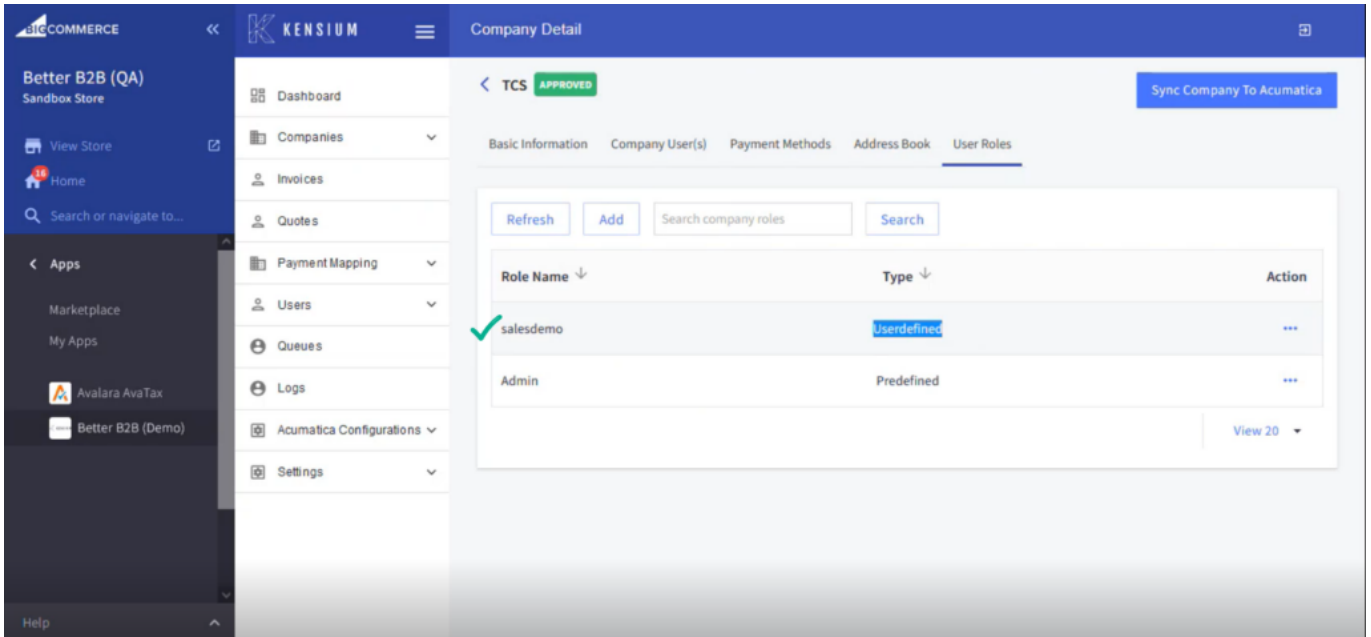 BIGCOMMERCE
Better B2B (QA)
Sandbox Store
View Store
16
Home
Search or navigate to...
Apps
Marketplace
My Apps
Avalara AvaTax
Better B2B (Demo)
Help
KENSIUM
Dashboard
Companies
Invoices
Quotes
Payment Mapping
Users
Queues
Logs
Acumatica Configurations
Settings
Company Detail
TCS APPROVED
Sync Company To Acumatica
Basic Information Company User(s) Payment Methods Address Book User Roles
Refresh Add Search company roles Search
Role Name Type Action
salesdemo Userdefined
Admin Predefined
View 20